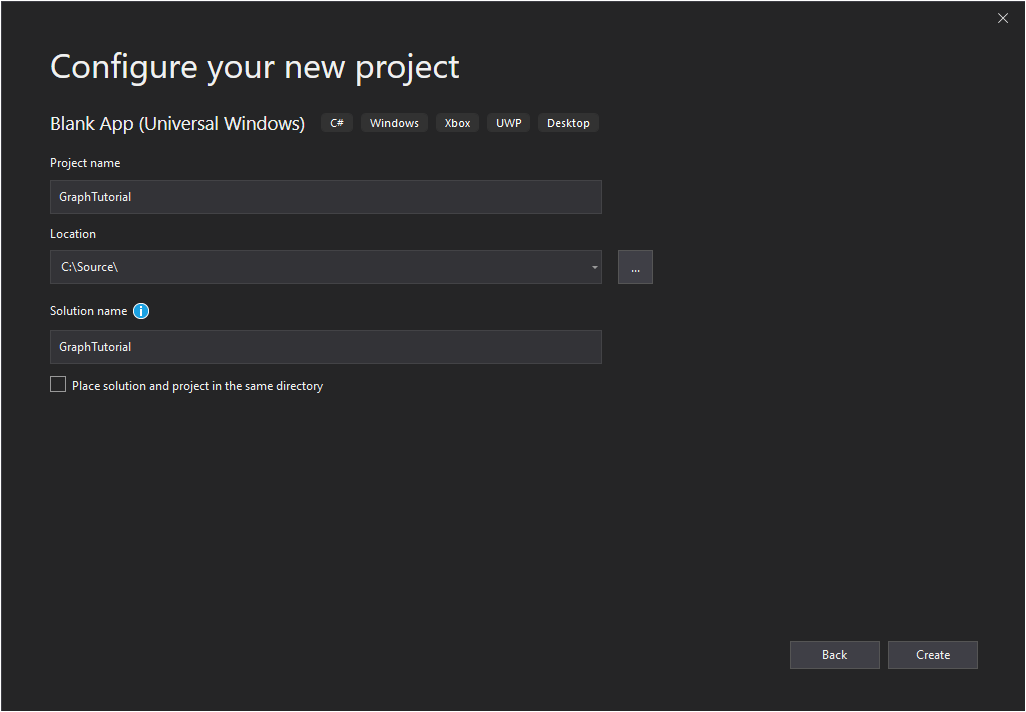 Configure your new project
Blank App (Universal Windows) C# Windows Xbox UWP Desktop
Project name
GraphTutorial
Location
C:\Source\
...
Solution name
GraphTutorial
Place solution and project in the same directory
Back Create